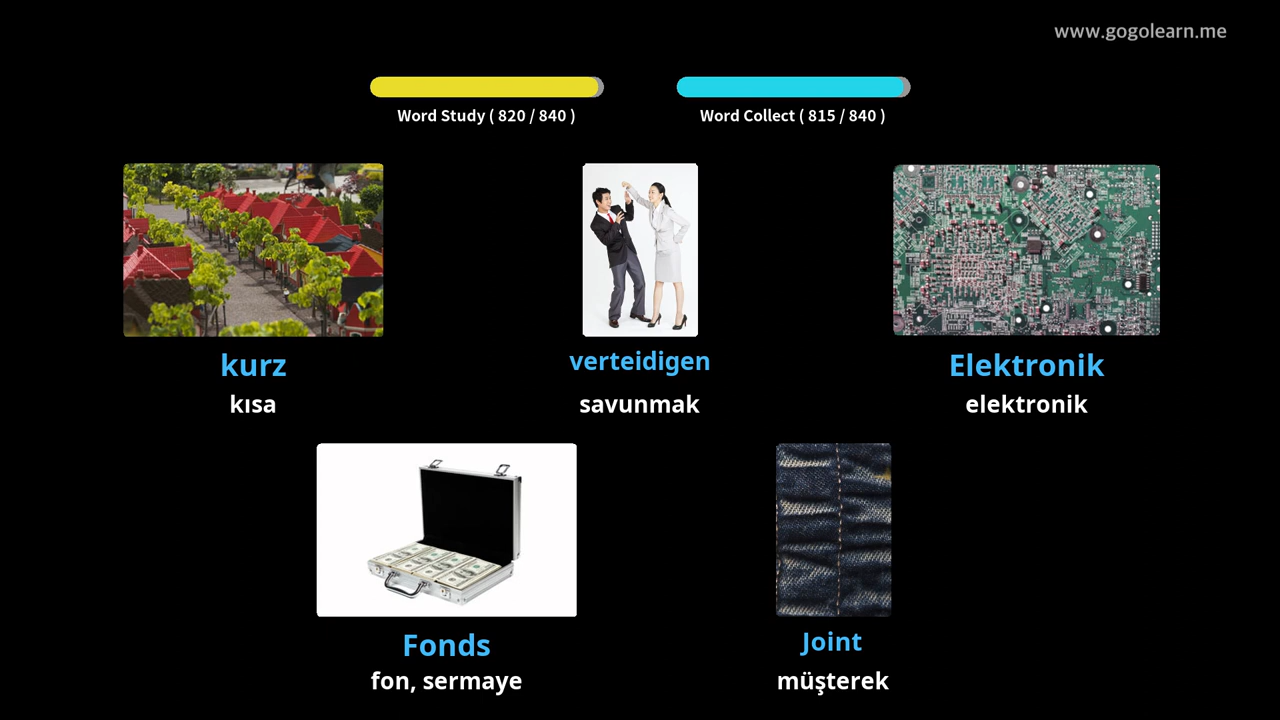 www.gogolearn.me
Word Study ( 820 / 840 )
Word Collect ( 815 / 840 )
kurz
kısa
verteidigen
savunmak
Elektronik
elektronik
Fonds
fon, sermaye
Joint
müşterek